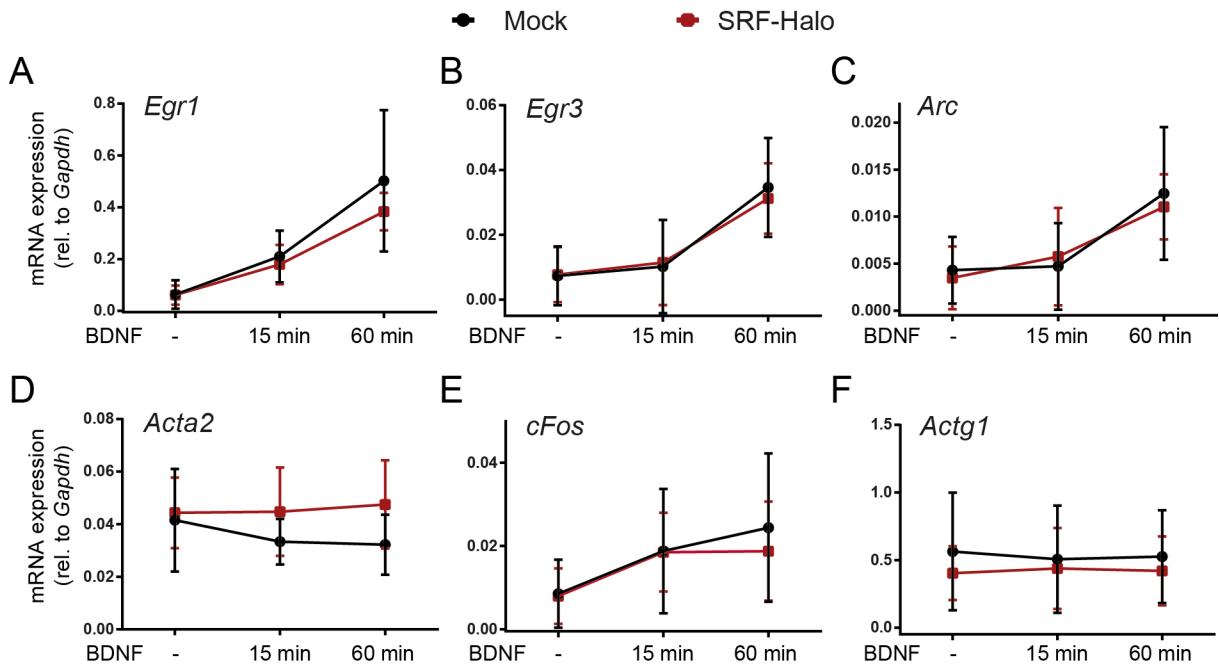 Mock SRF-Halo
A B C
Egr1 Egr3 Arc
mRNA expression
(rel. to Gapdh)
0.8
0.6
0.4
0.2
0.0
0.06
0.04
0.02
0.00
0.020
0.015
0.010
0.005
0.000
BDNF - 15 min 60 min
BDNF - 15 min 60 min
BDNF - 15 min 60 min
D E F
Acta2 cFos Actg1
mRNA expression
(rel. to Gapdh)
0.08
0.06
0.04
0.02
0.00
0.04
0.02
0.00
1.5
1.0
0.5
0.0
BDNF - 15 min 60 min
BDNF - 15 min 60 min
BDNF - 15 min 60 min